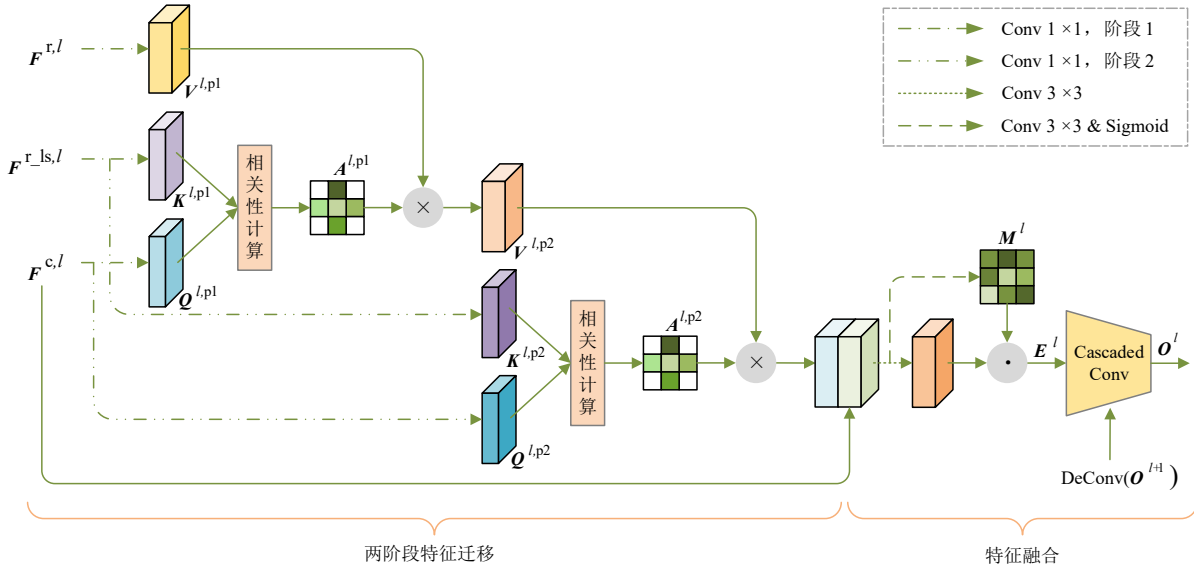 F^{r,l}
V^{l,p1}
F^{r_ls,l}
K^{l,p1}
相关性计算
A^{l,p1}
×
F^{c,l}
Q^{l,p1}
V^{l,p2}
K^{l,p2}
相关性计算
A^{l,p2}
×
Q^{l,p2}
M^{l}
·
E^{l}
Cascaded
Conv
O^{l}
DeConv(O^{l+1})
Conv 1 ×1，阶段 1
Conv 1 ×1，阶段 2
Conv 3 ×3
Conv 3 ×3 & Sigmoid
两阶段特征迁移
特征融合